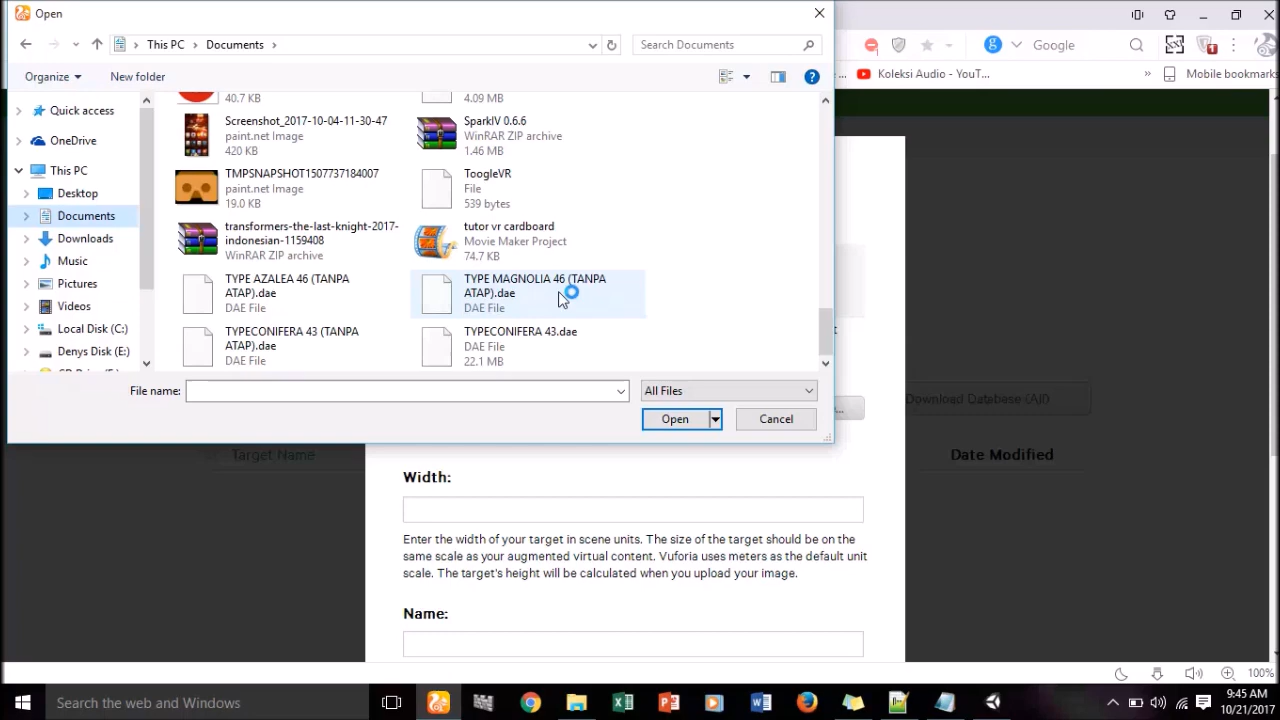 Open
This PC
Documents
Search Documents
Organize
New folder
Google
1
Koleksi Audio - YouT...
»
Mobile bookmarks
Quick access
OneDrive
This PC
Desktop
Documents
Downloads
Music
Pictures
Videos
Local Disk (C:)
Denys Disk (E:)
40.7 KB
4.09 MB
Screenshot_2017-10-04-11-30-47
paint.net Image
420 KB
SparkIV 0.6.6
WinRAR ZIP archive
1.46 MB
TMPSNAPSHOT1507737184007
paint.net Image
19.0 KB
ToogleVR
File
539 bytes
transformers-the-last-knight-2017-
indonesian-1159408
WinRAR ZIP archive
tutor vr cardboard
Movie Maker Project
74.7 KB
TYPE AZALEA 46 (TANPA
ATAP).dae
DAE File
TYPE MAGNOLIA 46 (TANPA
ATAP).dae
DAE File
TYPECONIFERA 43 (TANPA
ATAP).dae
DAE File
TYPECONIFERA 43.dae
DAE File
22.1 MB
File name:
All Files
Open
Cancel
Download Database (All)
Target Name
Date Modified
Width:
Enter the width of your target in scene units. The size of the target should be on the
same scale as your augmented virtual content. Vuforia uses meters as the default unit
scale. The target's height will be calculated when you upload your image.
Name:
100%
Search the web and Windows
9:45 AM
10/21/2017